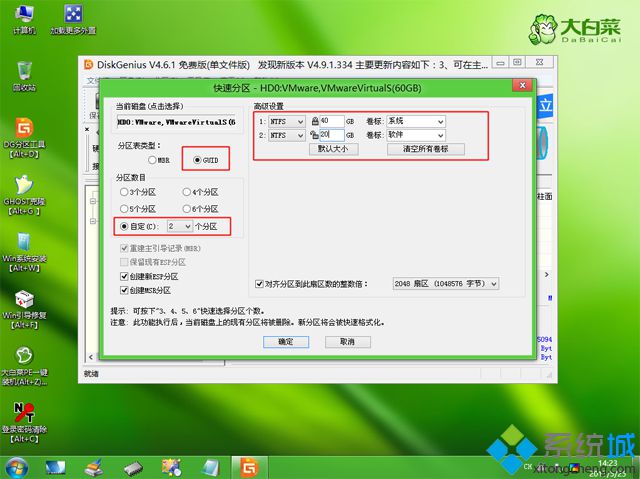 计算机
加载更多外置
大白菜
DaBaiCai
回收站
DG分区工具
【Alt+D】
GHOST克隆
【Alt+G 】
Win系统安装
【Alt+W】
Win引导修复
【Alt+F】
大白菜PE一键
装机(Alt+Z)...
登录密码清除
【Alt+C】
DiskGenius V4.6.1 免费版(单文件版) 发现新版本 V4.9.1.334 主要更新内容如下：3、可在主...
快速分区 - HD0:VMware,VMwareVirtualS(60GB)
当前磁盘(点击选择)
HD0:VMware,VMwareVirtualS(6
分区表类型:
MBR
GUID
分区数目
3个分区
4个分区
5个分区
6个分区
自定(C):
2
个分区
重建主引导记录(MBR)
保留现有ESP分区
创建新ESP分区
创建MSR分区
高级设置
1: NTFS 40 GB 卷标: 系统
2: NTFS 20 GB 卷标: 软件
默认大小
清空所有卷标
对齐分区到此扇区数的整数倍:
2048 扇区 (1048576 字节)
提示: 可按下"3、4、5、6"快速选择分区个数。
注意: 此功能执行后，当前磁盘上的现有分区将被删除。新分区将会被快速格式化。
确定
取消
柱面
5094
Byt
Byt
就绪
CK
14:23
系统城
xitongcheng.com